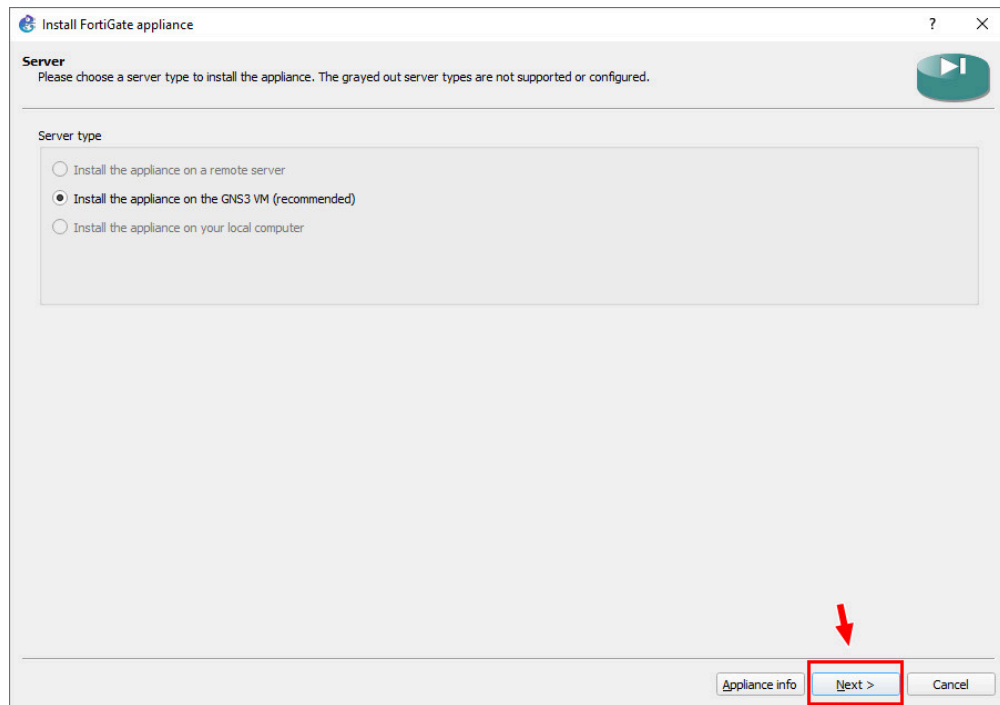 Install FortiGate appliance
?
Server
Please choose a server type to install the appliance. The grayed out server types are not supported or configured.
Server type
Install the appliance on a remote server
Install the appliance on the GNS3 VM (recommended)
Install the appliance on your local computer
Appliance info
Next >
Cancel